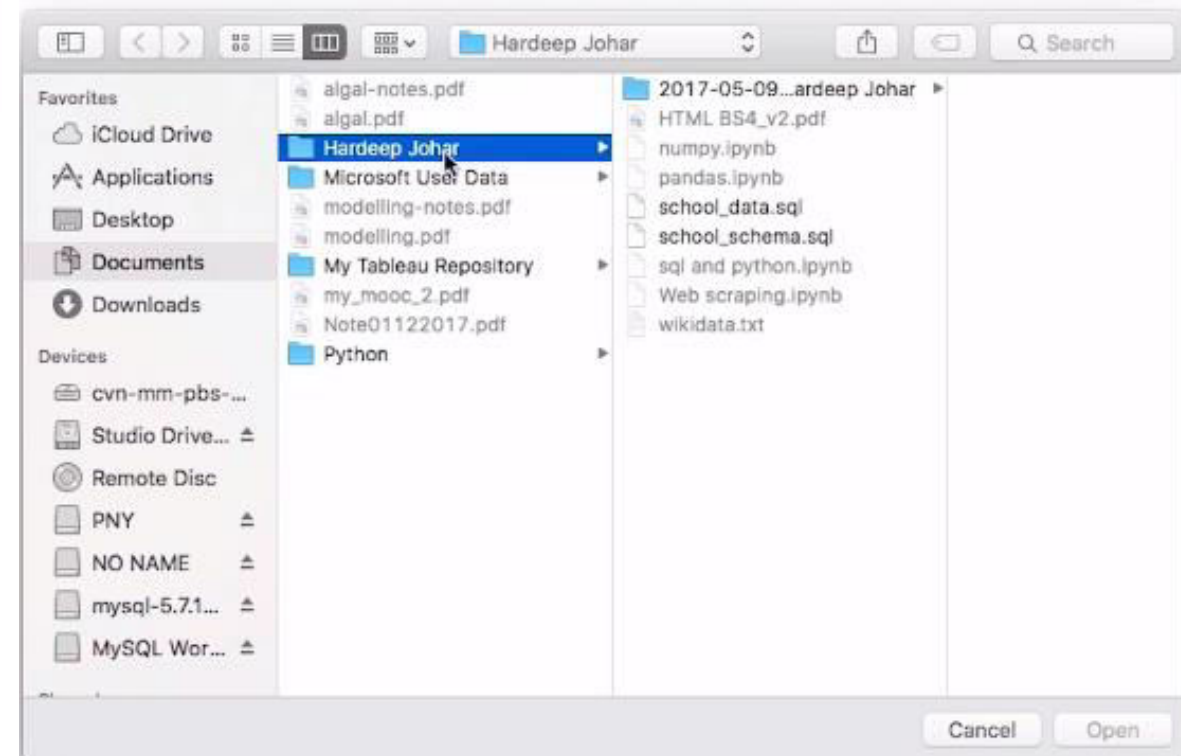 Hardeep Johar
Search
Favorites
iCloud Drive
Applications
Desktop
Documents
Downloads
Devices
cvn-mm-pbs-...
Studio Drive...
Remote Disc
PNY
NO NAME
mysql-5.7.1...
MySQL Wor...
algal-notes.pdf
algal.pdf
Hardeep Johar
Microsoft User Data
modelling-notes.pdf
modelling.pdf
My Tableau Repository
my_mooc_2.pdf
Note01122017.pdf
Python
2017-05-09...ardeep Johar
HTML BS4_v2.pdf
numpy.ipynb
pandas.ipynb
school_data.sql
school_schema.sql
sql and python.ipynb
Web scraping.ipynb
wikidata.txt
Cancel
Open